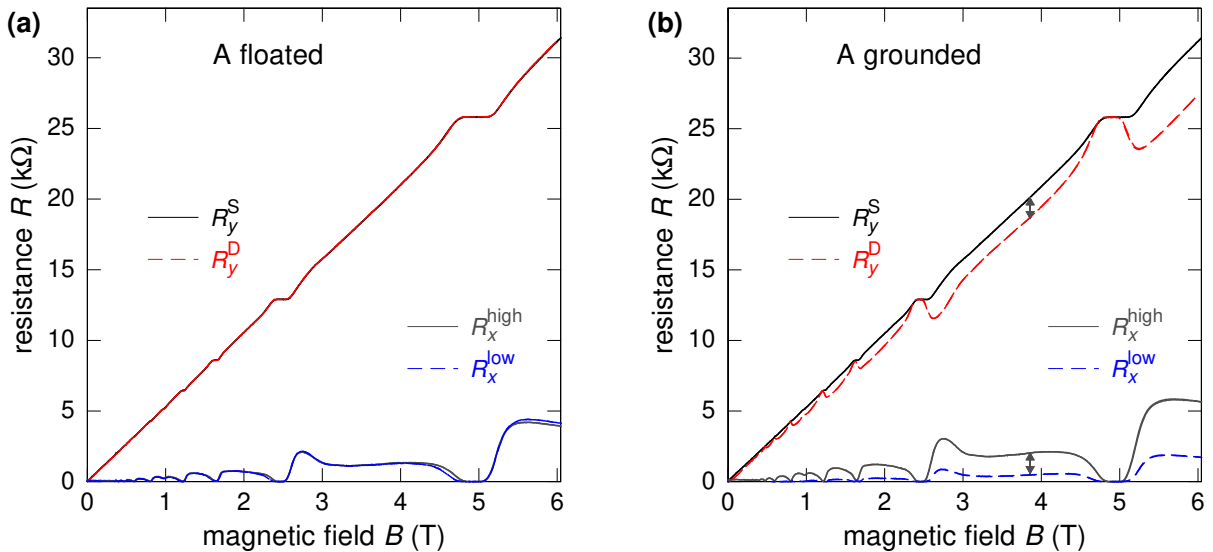 (a)
A floated
resistance R (kΩ)
30
25
20
15
10
5
0
R_y^S
R_y^D
R_x^high
R_x^low
0 1 2 3 4 5 6
magnetic field B (T)
(b)
A grounded
resistance R (kΩ)
30
25
20
15
10
5
0
R_y^S
R_y^D
R_x^high
R_x^low
0 1 2 3 4 5 6
magnetic field B (T)